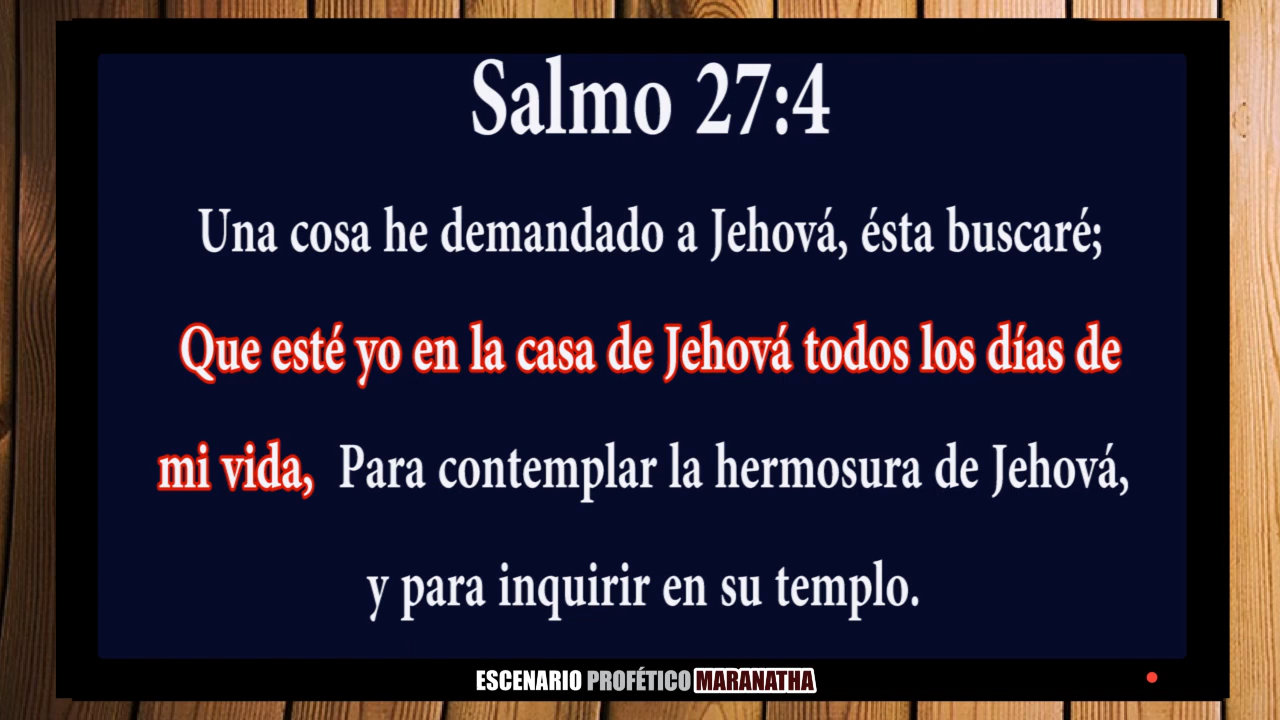 Salmo 27:4
Una cosa he demandado a Jehová, ésta buscaré;
Que esté yo en la casa de Jehová todos los días de
mi vida, Para contemplar la hermosura de Jehová,
y para inquirir en su templo.
ESCENARIO PROFÉTICO MARANATHA